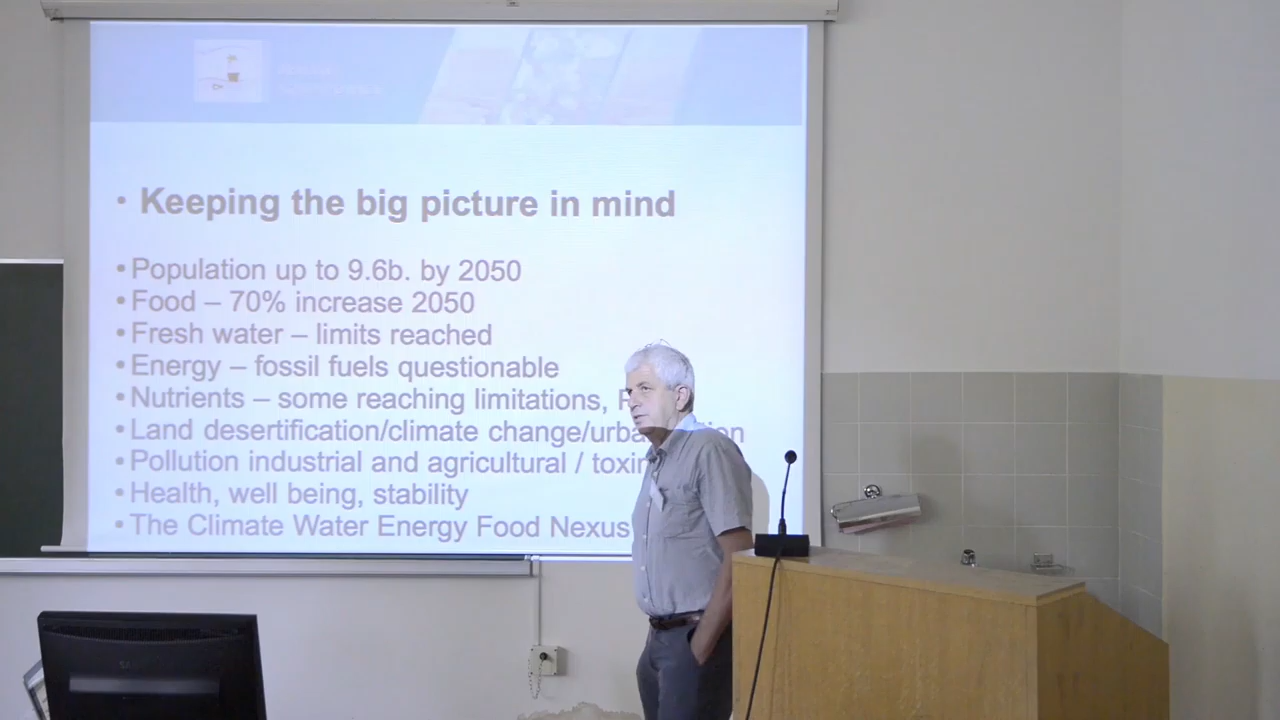 • Keeping the big picture in mind
• Population up to 9.6b. by 2050
• Food – 70% increase 2050
• Fresh water – limits reached
• Energy – fossil fuels questionable
• Nutrients – some reaching limitations,
• Land desertification/climate change/
• Pollution industrial and agricultural /
• Health, well being, stability
• The Climate Water Energy Food Nexus